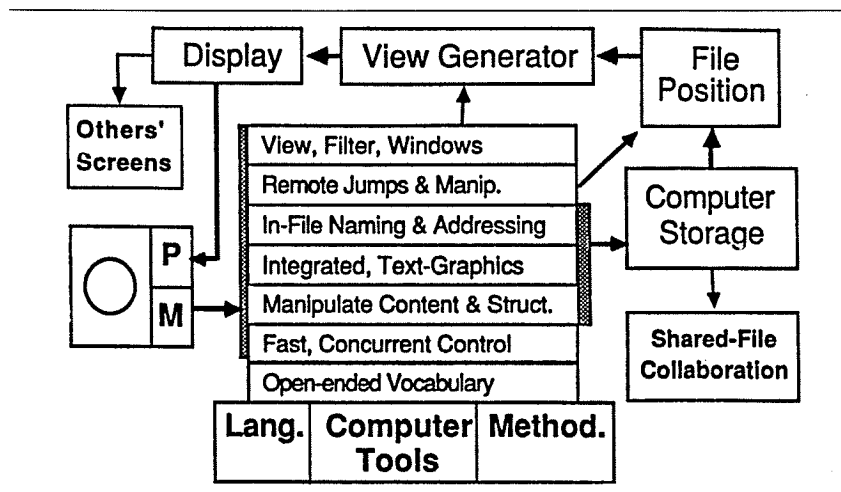 Display
View Generator
File
Position
Others'
Screens
View, Filter, Windows
Remote Jumps & Manip.
In-File Naming & Addressing
Integrated, Text-Graphics
Manipulate Content & Struct.
Fast, Concurrent Control
Open-ended Vocabulary
P
M
Computer
Storage
Shared-File
Collaboration
Lang.
Computer
Tools
Method.